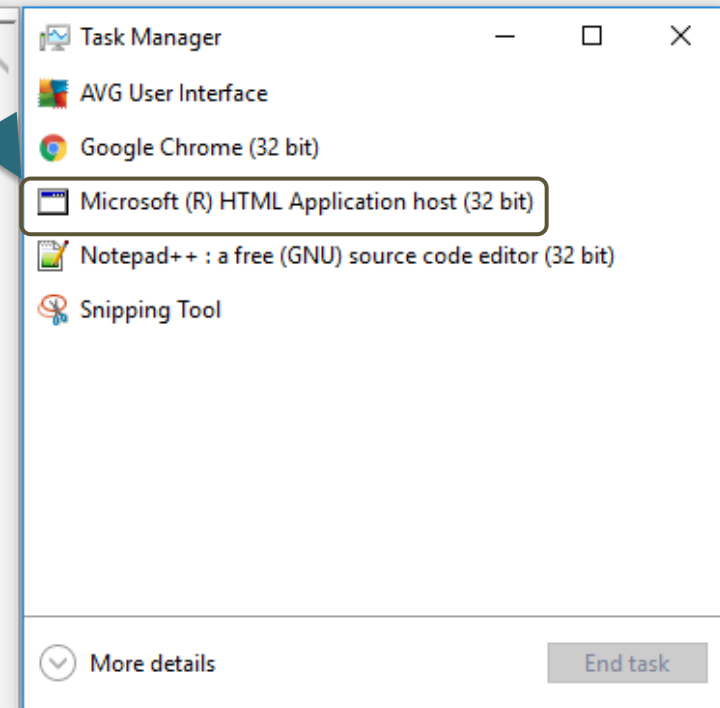 Task Manager
AVG User Interface
Google Chrome (32 bit)
Microsoft (R) HTML Application host (32 bit)
Notepad++ : a free (GNU) source code editor (32 bit)
Snipping Tool
More details
End task